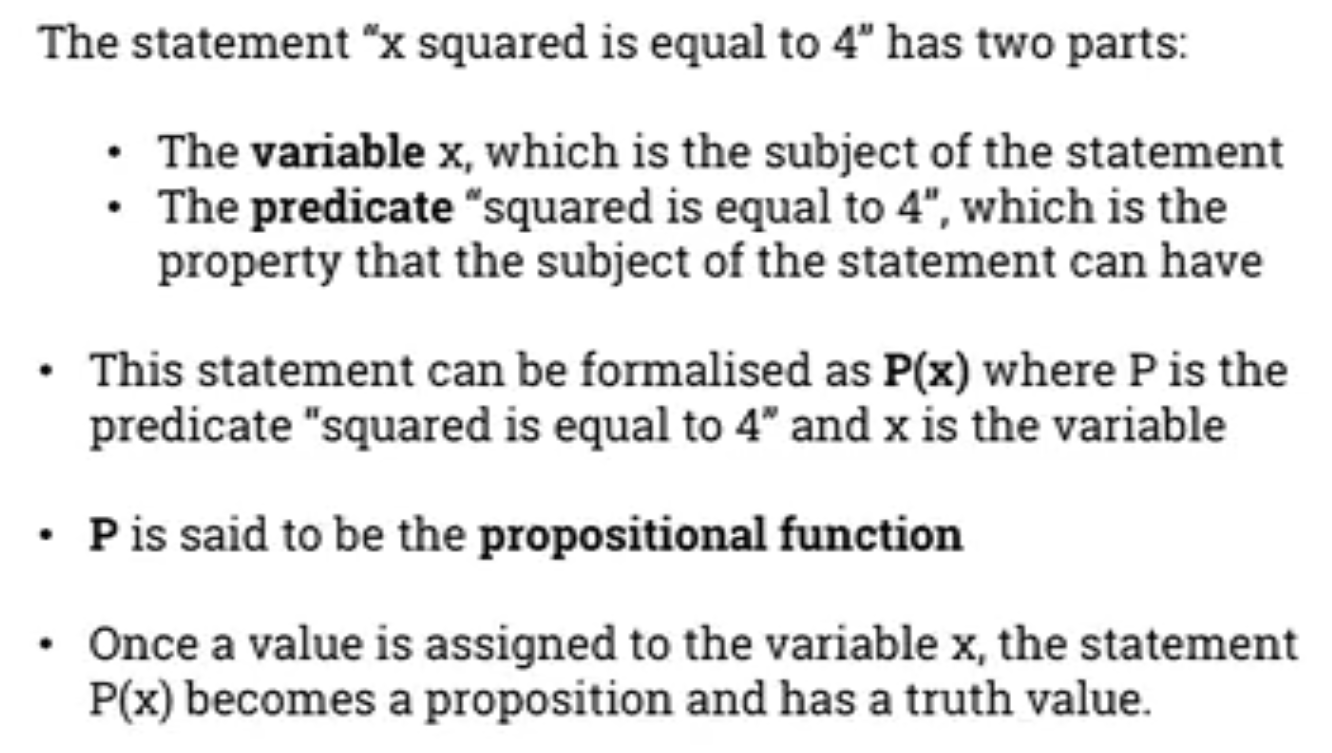 The statement “x squared is equal to 4” has two parts:
• The variable x, which is the subject of the statement
• The predicate “squared is equal to 4”, which is the
property that the subject of the statement can have
• This statement can be formalised as P(x) where P is the
predicate "squared is equal to 4” and x is the variable
• P is said to be the propositional function
• Once a value is assigned to the variable x, the statement
P(x) becomes a proposition and has a truth value.